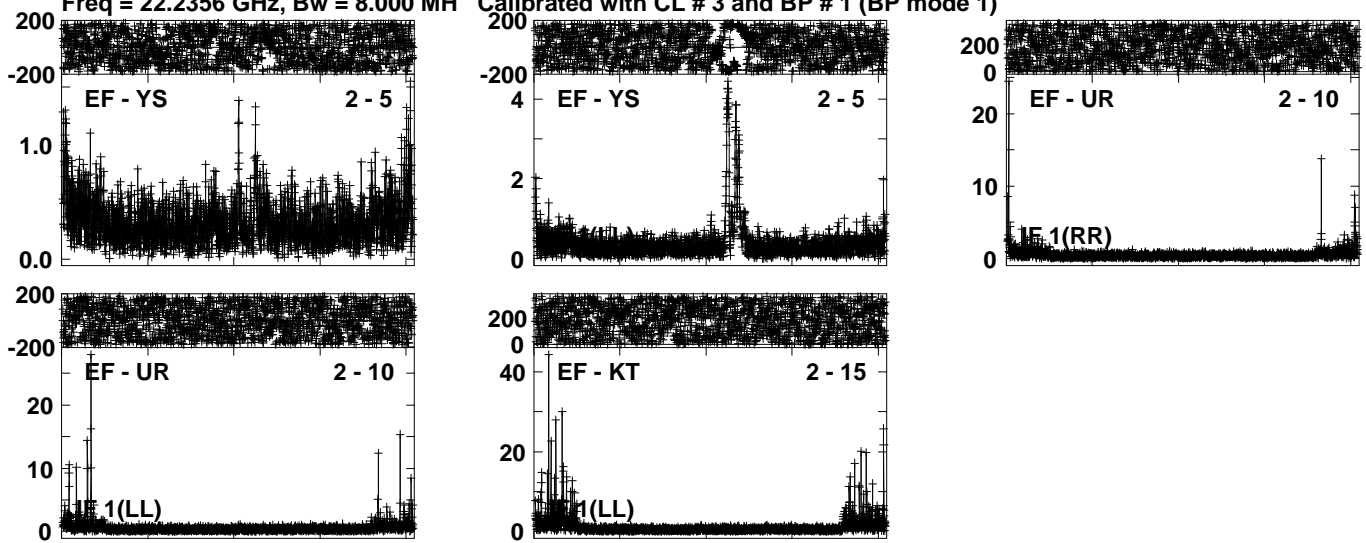 Freq = 22.2356 GHz, Bw = 8.000 MH Calibrated with CL # 3 and BP # 1 (BP mode 1)
200
-200
EF - YS 2 - 5
1.0
0.0
200
-200
EF - YS 2 - 5
4
2
0
200
0
EF - UR 2 - 10
20
10
0
IF 1(RR)
200
-200
EF - UR 2 - 10
20
10
0
IF 1(LL)
200
0
EF - KT 2 - 15
40
20
0
1(LL)